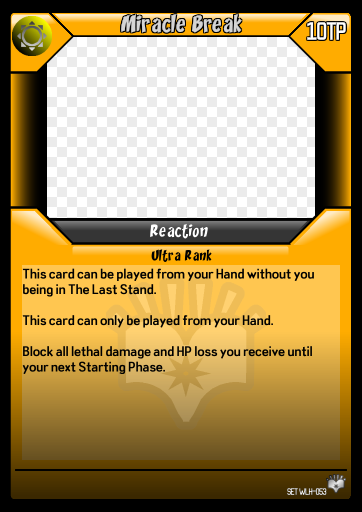 Miracle Break
10TP
Reaction
Ultra Rank
This card can be played from your Hand without you
being in The Last Stand.
This card can only be played from your Hand.
Block all lethal damage and HP loss you receive until
your next Starting Phase.
SET WLH-053